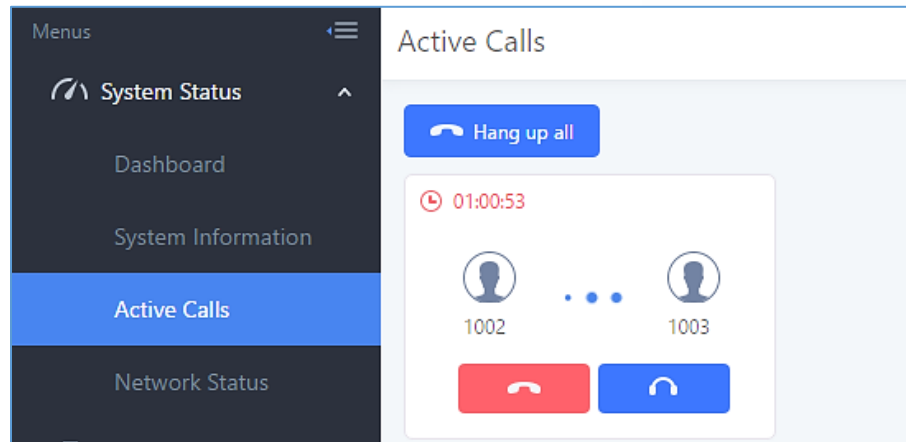 Menus
System Status
Dashboard
System Information
Active Calls
Network Status
Active Calls
Hang up all
01:00:53
1002
1003